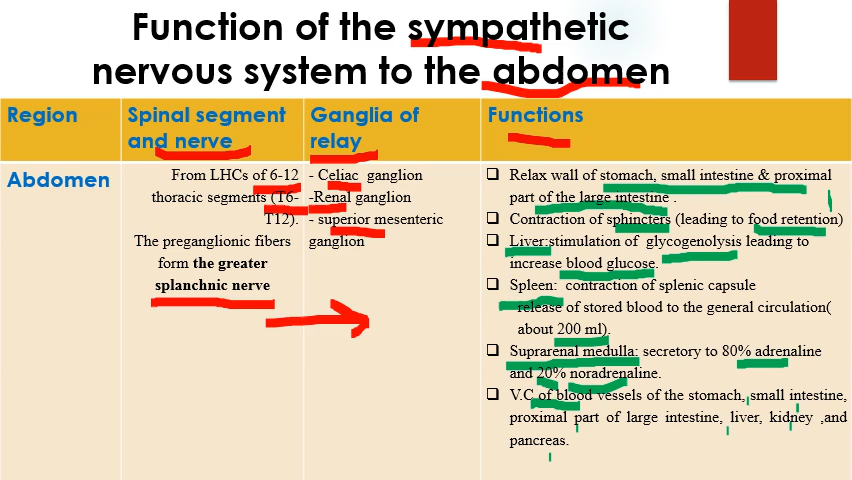 Function of the sympathetic
nervous system to the abdomen
Region
Spinal segment
and nerve
Ganglia of
relay
Functions
Abdomen
From LHCs of 6-12
thoracic segments (T6-
T12).
The preganglionic fibers
form the greater
splanchnic nerve
- Celiac ganglion
-Renal ganglion
- superior mesenteric
ganglion
❑ Relax wall of stomach, small intestine & proximal
part of the large intestine .
❑ Contraction of sphincters (leading to food retention)
❑ Liver:stimulation of glycogenolysis leading to
increase blood glucose.
❑ Spleen: contraction of splenic capsule
release of stored blood to the general circulation(
about 200 ml).
❑ Suprarenal medulla: secretory to 80% adrenaline
and 20% noradrenaline.
❑ V.C of blood vessels of the stomach, small intestine,
proximal part of large intestine, liver, kidney ,and
pancreas.